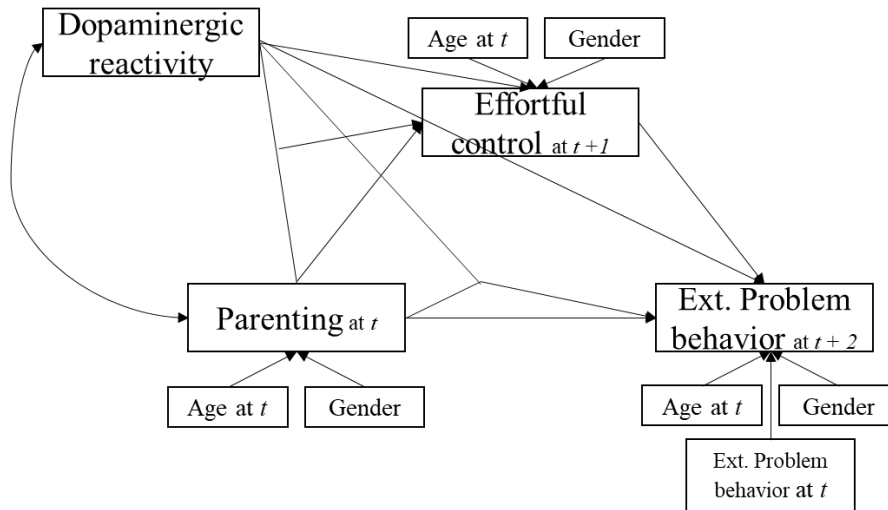 Dopaminergic
reactivity
Age at t
Gender
Effortful
control at t+1
Parenting at t
Ext. Problem
behavior at t + 2
Age at t
Gender
Age at t
Gender
Ext. Problem
behavior at t